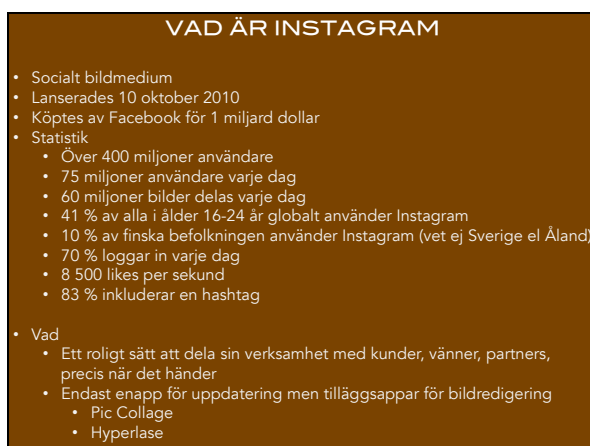 VAD ÄR INSTAGRAM
• Socialt bildmedium
• Lanserades 10 oktober 2010
• Köptes av Facebook för 1 miljard dollar
• Statistik
• Över 400 miljoner användare
• 75 miljoner användare varje dag
• 60 miljoner bilder delas varje dag
• 41 % av alla i ålder 16-24 år globalt använder Instagram
• 10 % av finska befolkningen använder Instagram (vet ej Sverige el Åland)
• 70 % loggar in varje dag
• 8 500 likes per sekund
• 83 % inkluderar en hashtag
• Vad
• Ett roligt sätt att dela sin verksamhet med kunder, vänner, partners,
precis när det händer
• Endast enapp för uppdatering men tilläggsappar för bildredigering
• Pic Collage
• Hyperlase